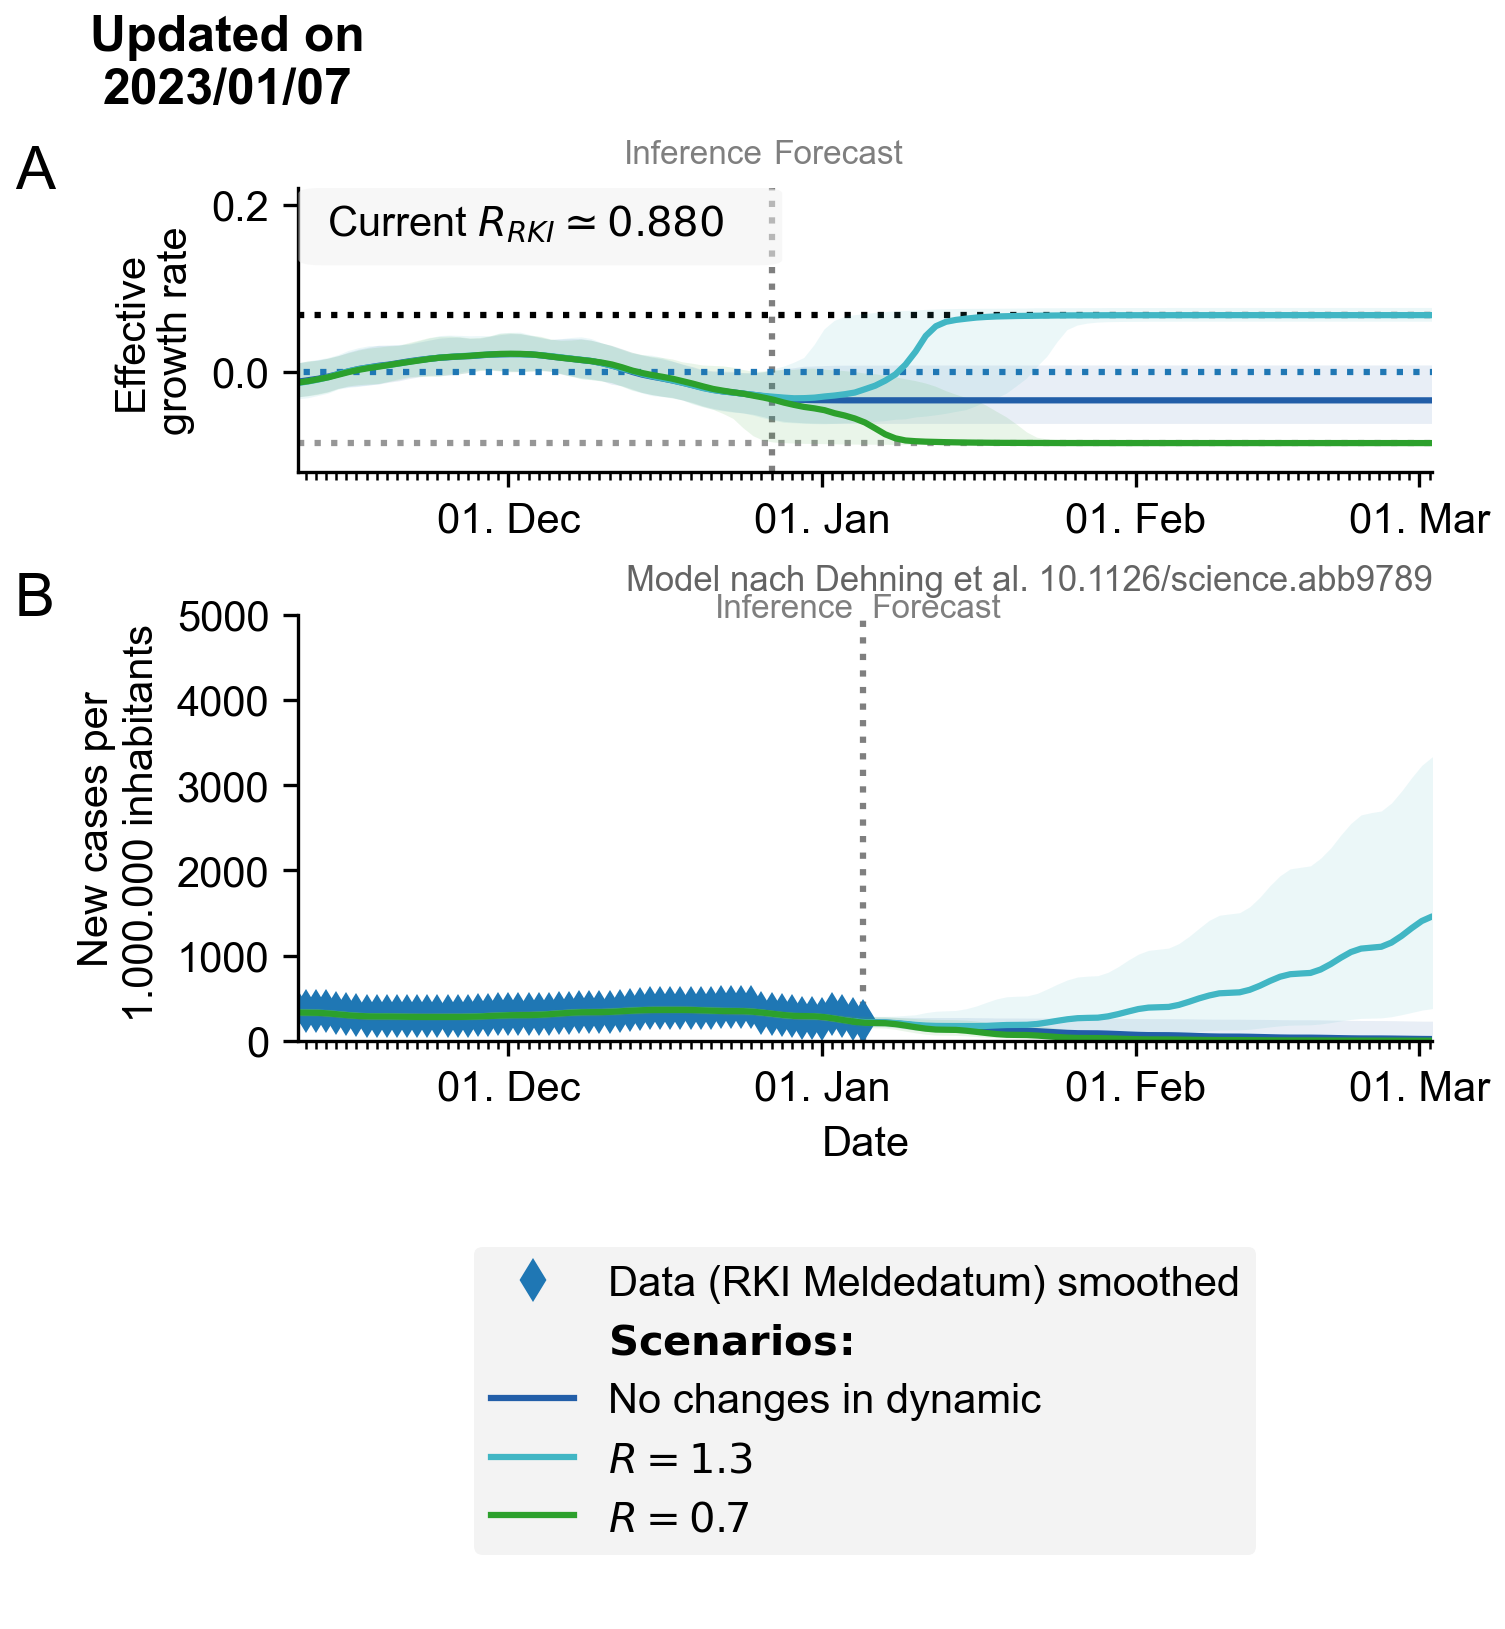 Updated on
2023/01/07
A
Inference Forecast
Current R_RKI ≃ 0.880
0.2
0.0
Effective
growth rate
01. Dec
01. Jan
01. Feb
01. Mar
Model nach Dehning et al. 10.1126/science.abb9789
B
Inference Forecast
5000
4000
3000
2000
1000
0
New cases per
1.000.000 inhabitants
01. Dec
01. Jan
01. Feb
01. Mar
Date
Data (RKI Meldedatum) smoothed
Scenarios:
No changes in dynamic
R = 1.3
R = 0.7